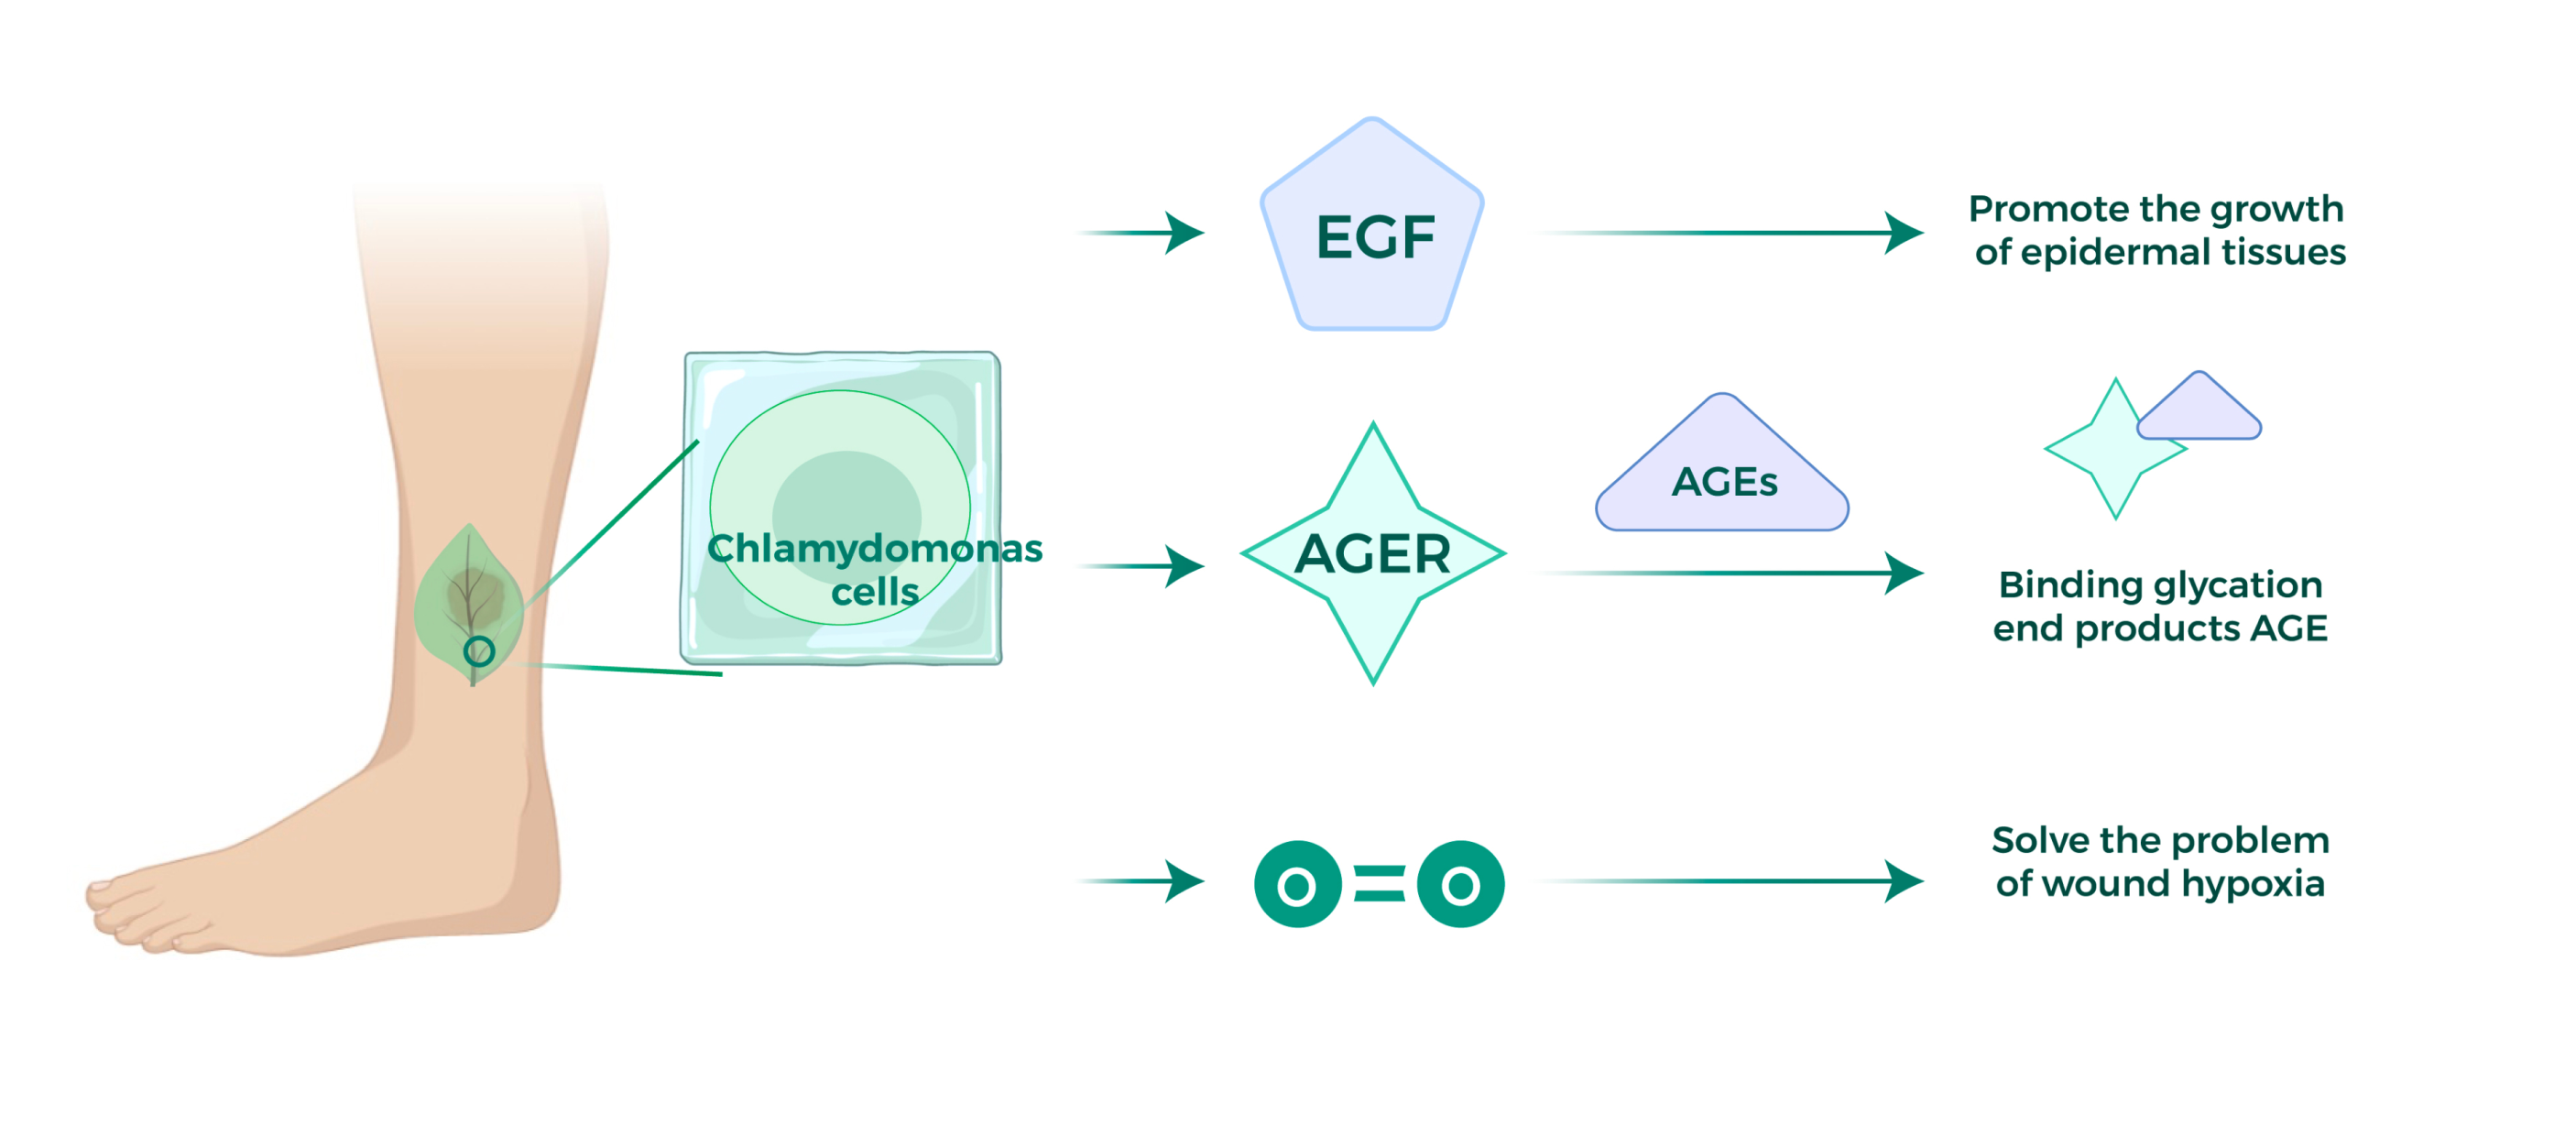 EGF
Promote the growth
of epidermal tissues
Chlamydomonas
cells
AGER
AGEs
Binding glycation
end products AGE
O=O
Solve the problem
of wound hypoxia